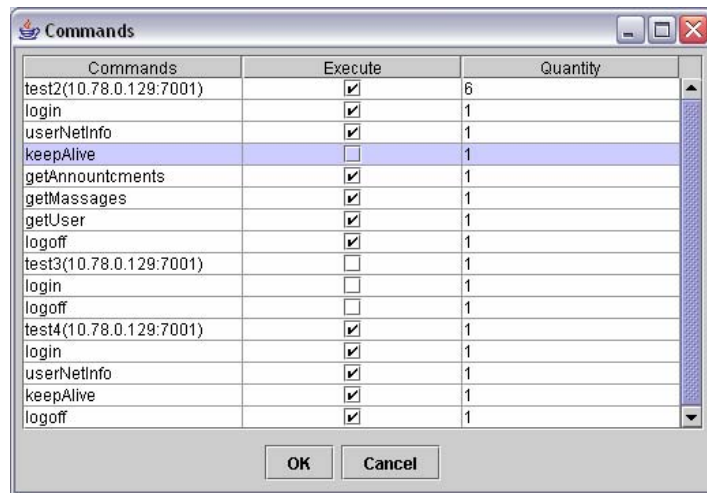 Commands
Commands Execute Quantity
test2(10.78.0.129:7001) 6
login 1
userNetInfo 1
keepAlive 1
getAnnountcments 1
getMassages 1
getUser 1
logoff 1
test3(10.78.0.129:7001) 1
login 1
logoff 1
test4(10.78.0.129:7001) 1
login 1
userNetInfo 1
keepAlive 1
logoff 1
OK Cancel